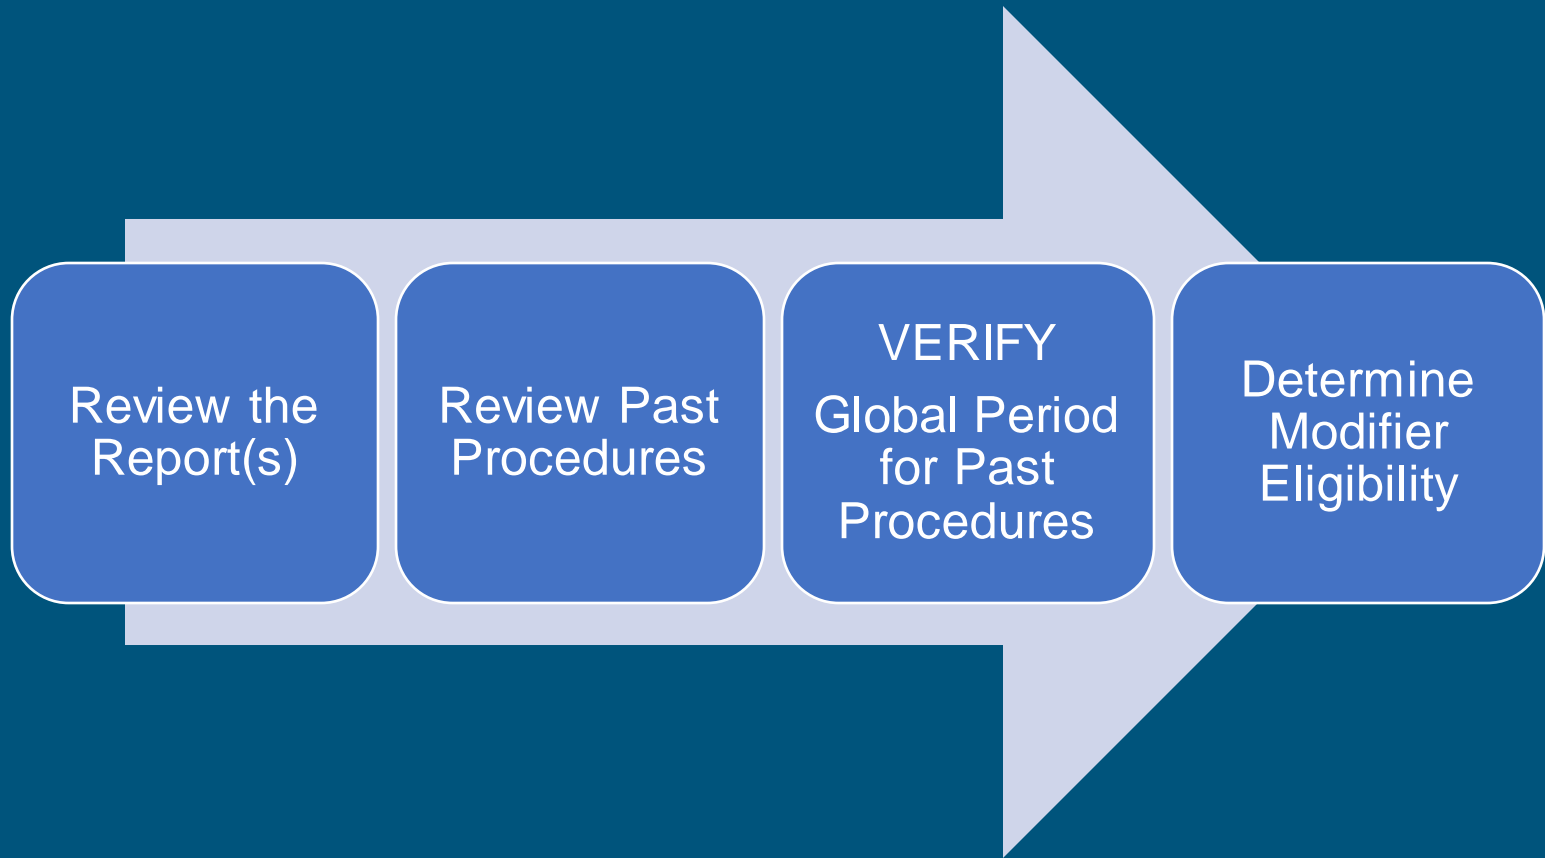 Review the
Report(s)
Review Past
Procedures
VERIFY
Global Period
for Past
Procedures
Determine
Modifier
Eligibility